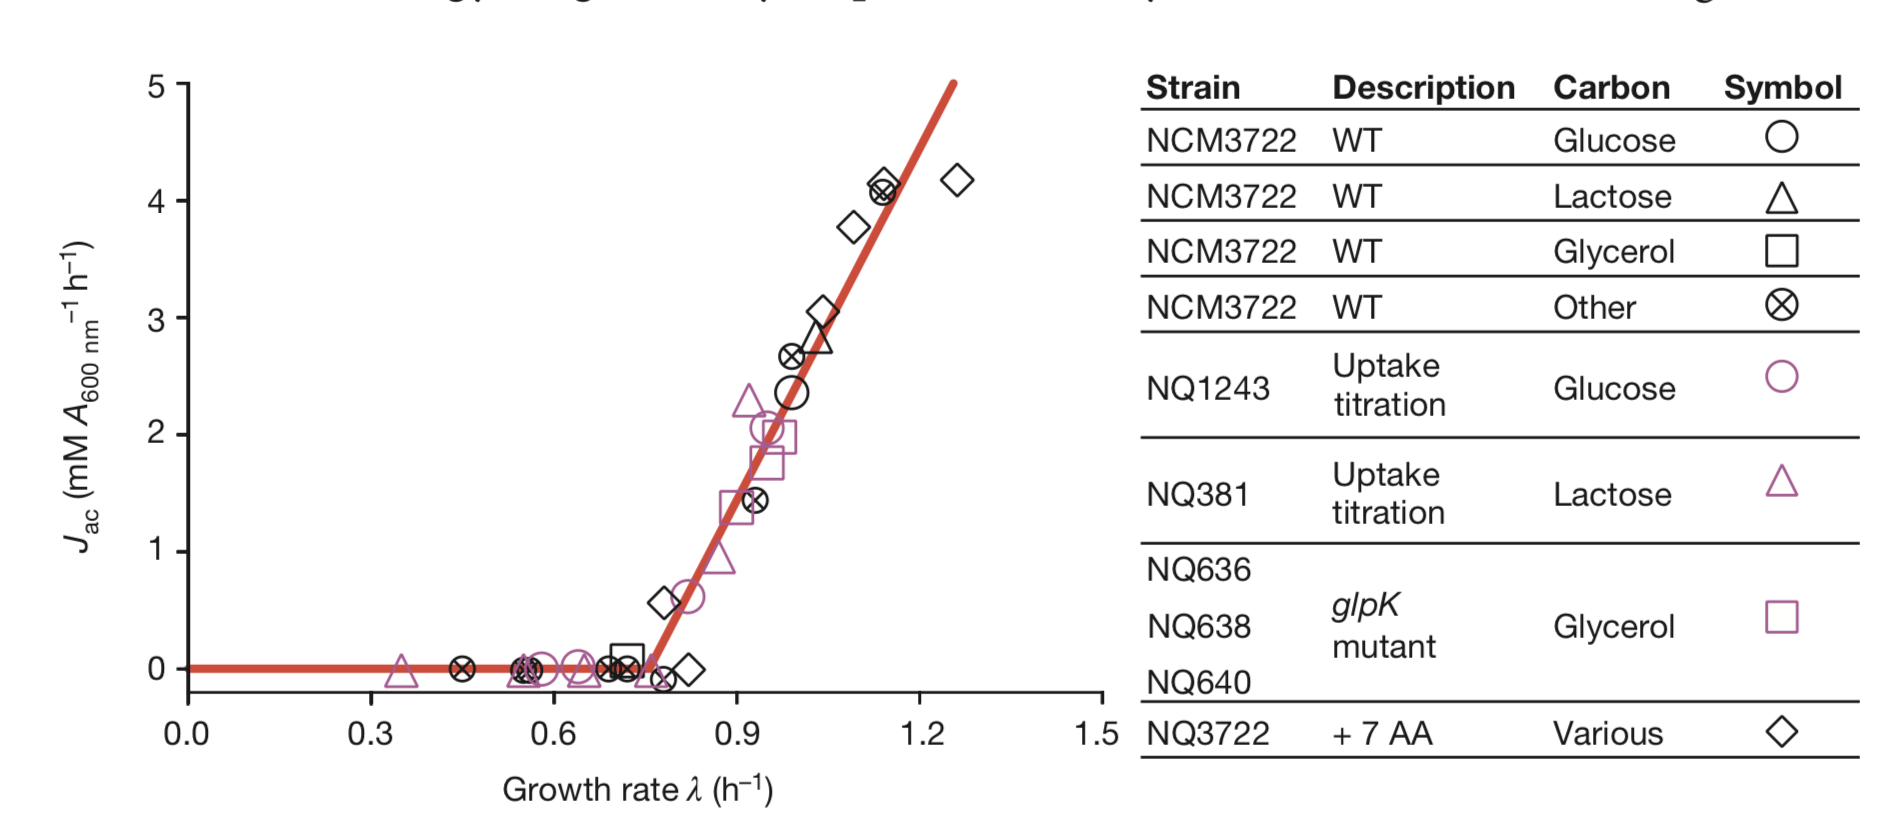 5
4
3
2
1
0
J_ac (mM A_600 nm^–1 h^–1)
0.0 0.3 0.6 0.9 1.2 1.5
Growth rate λ (h^–1)
Strain Description Carbon Symbol
NCM3722 WT Glucose
NCM3722 WT Lactose
NCM3722 WT Glycerol
NCM3722 WT Other
NQ1243 Uptake titration Glucose
NQ381 Uptake titration Lactose
NQ636
NQ638 glpK mutant Glycerol
NQ640
NQ3722 + 7 AA Various